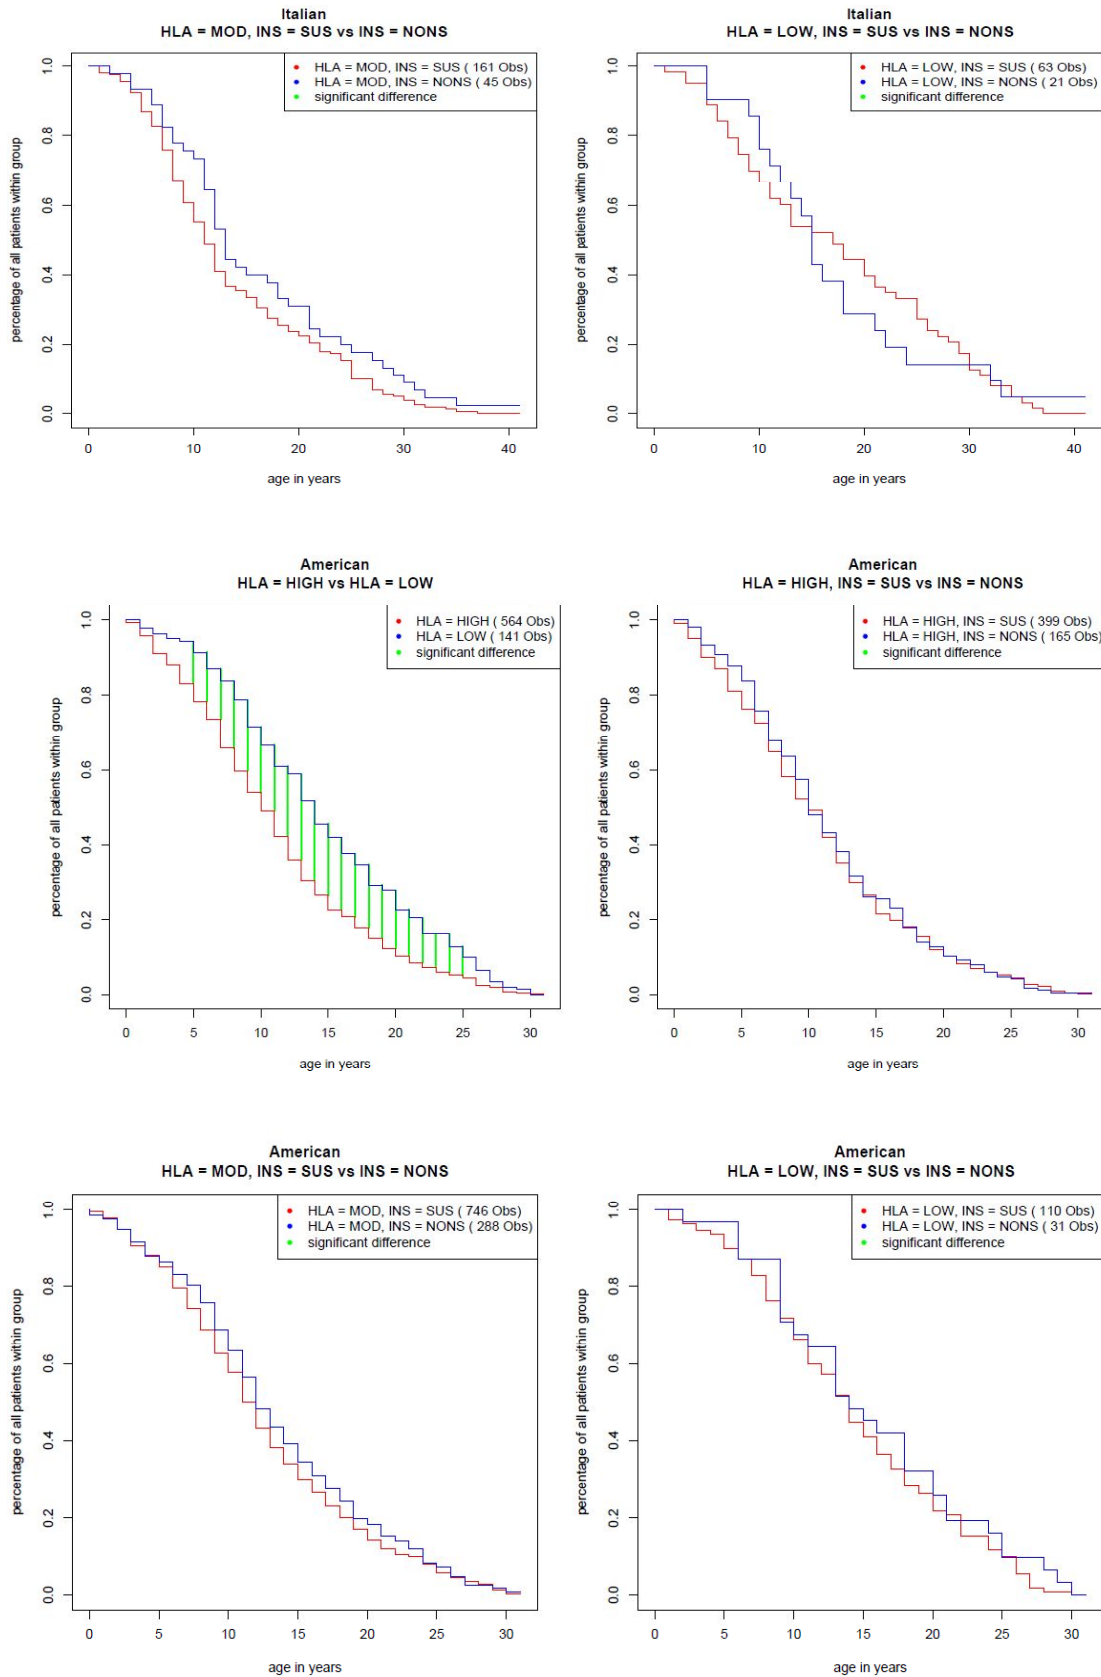 Italian
HLA = MOD, INS = SUS vs INS = NONS
HLA = MOD, INS = SUS ( 161 Obs)
HLA = MOD, INS = NONS ( 45 Obs)
significant difference
percentage of all patients within group
1.0
0.8
0.6
0.4
0.2
0.0
0 10 20 30 40
age in years
Italian
HLA = LOW, INS = SUS vs INS = NONS
HLA = LOW, INS = SUS ( 63 Obs)
HLA = LOW, INS = NONS ( 21 Obs)
significant difference
percentage of all patients within group
1.0
0.8
0.6
0.4
0.2
0.0
0 10 20 30 40
age in years
American
HLA = HIGH vs HLA = LOW
HLA = HIGH ( 564 Obs)
HLA = LOW ( 141 Obs)
significant difference
percentage of all patients within group
1.0
0.8
0.6
0.4
0.2
0.0
0 5 10 15 20 25 30
age in years
American
HLA = HIGH, INS = SUS vs INS = NONS
HLA = HIGH, INS = SUS ( 399 Obs)
HLA = HIGH, INS = NONS ( 165 Obs)
significant difference
percentage of all patients within group
1.0
0.8
0.6
0.4
0.2
0.0
0 5 10 15 20 25 30
age in years
American
HLA = MOD, INS = SUS vs INS = NONS
HLA = MOD, INS = SUS ( 746 Obs)
HLA = MOD, INS = NONS ( 288 Obs)
significant difference
percentage of all patients within group
1.0
0.8
0.6
0.4
0.2
0.0
0 5 10 15 20 25 30
age in years
American
HLA = LOW, INS = SUS vs INS = NONS
HLA = LOW, INS = SUS ( 110 Obs)
HLA = LOW, INS = NONS ( 31 Obs)
significant difference
percentage of all patients within group
1.0
0.8
0.6
0.4
0.2
0.0
0 5 10 15 20 25 30
age in years